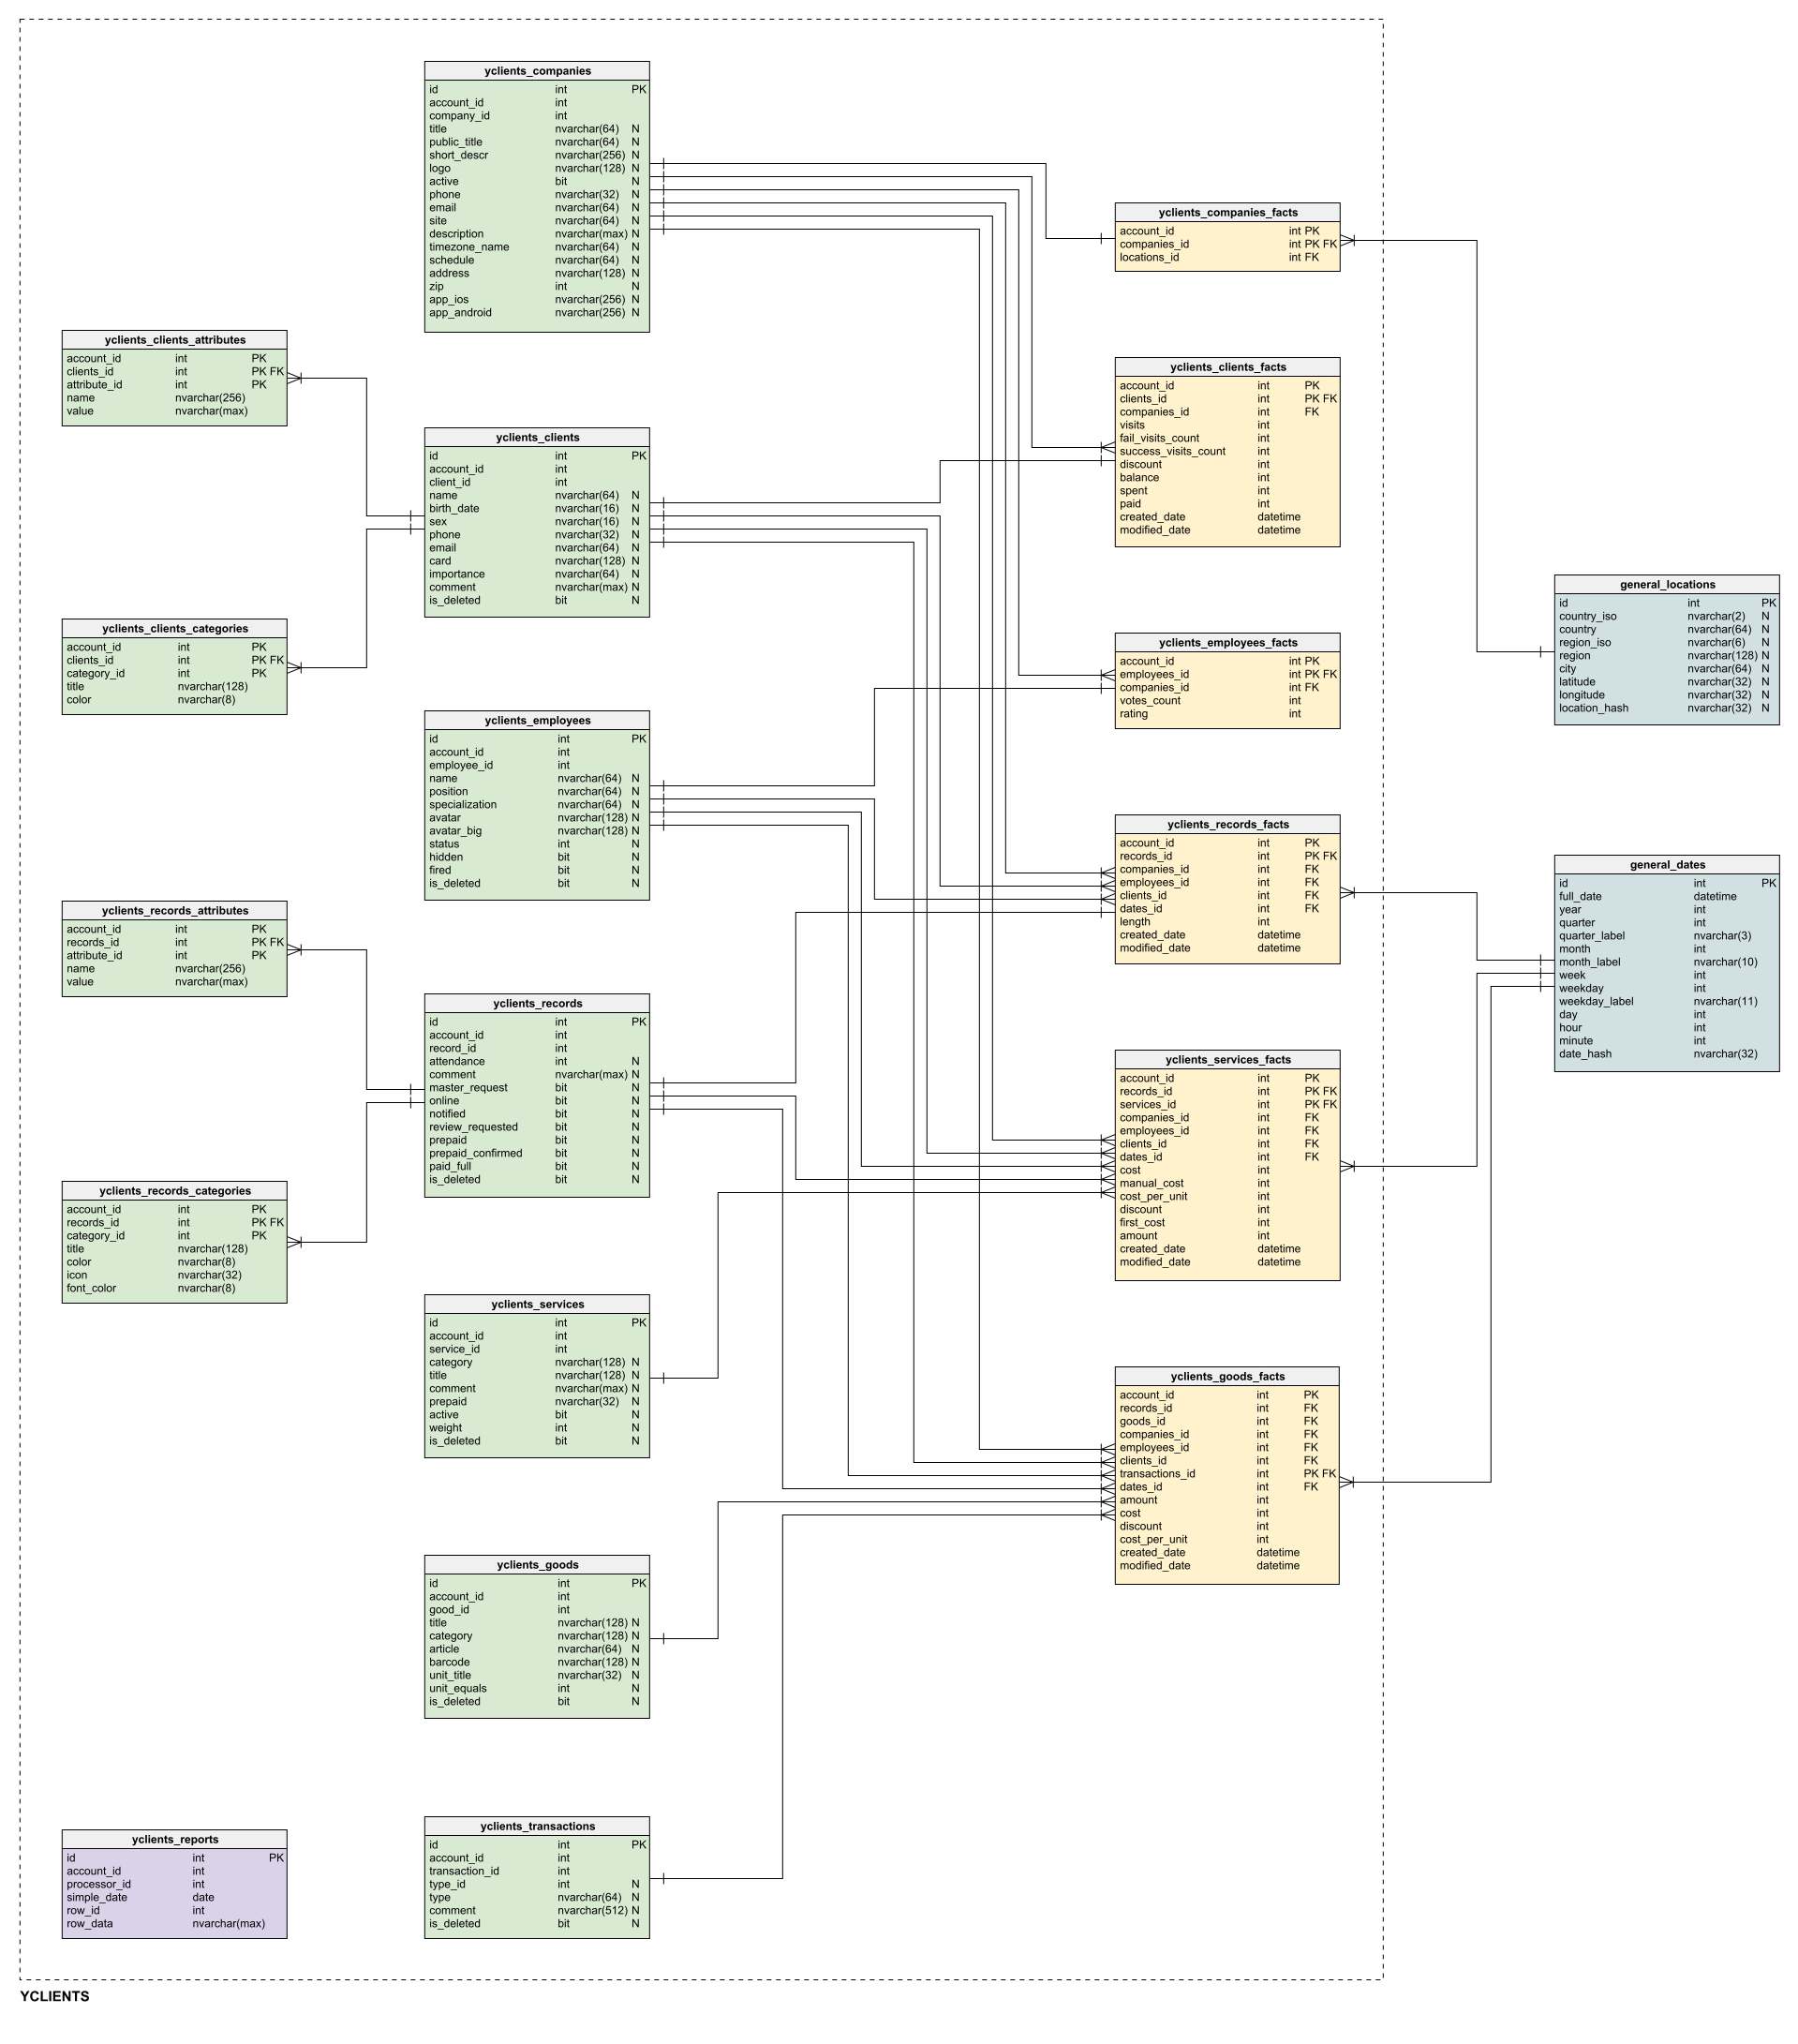 yclients_companies
id int PK
account_id int
company_id int
title nvarchar(64) N
public_title nvarchar(64) N
short_descr nvarchar(256) N
logo nvarchar(128) N
active bit N
phone nvarchar(32) N
email nvarchar(64) N
site nvarchar(64) N
description nvarchar(max) N
timezone_name nvarchar(64) N
schedule nvarchar(64) N
address nvarchar(128) N
zip int N
app_ios nvarchar(256) N
app_android nvarchar(256) N
yclients_companies_facts
account_id int PK
companies_id int PK FK
locations_id int FK
yclients_clients_attributes
account_id int PK
clients_id int PK FK
attribute_id int PK
name nvarchar(256)
value nvarchar(max)
yclients_clients_facts
account_id int PK
clients_id int PK FK
companies_id int FK
visits int
fail_visits_count int
success_visits_count int
discount int
balance int
spent int
paid int
created_date datetime
modified_date datetime
yclients_clients
id int PK
account_id int
client_id int
name nvarchar(64) N
birth_date nvarchar(16) N
sex nvarchar(16) N
phone nvarchar(32) N
email nvarchar(64) N
card nvarchar(128) N
importance nvarchar(64) N
comment nvarchar(max) N
is_deleted bit N
general_locations
id int PK
country_iso nvarchar(2) N
country nvarchar(64) N
region_iso nvarchar(6) N
region nvarchar(128) N
city nvarchar(64) N
latitude nvarchar(32) N
longitude nvarchar(32) N
location_hash nvarchar(32) N
yclients_clients_categories
account_id int PK
clients_id int PK FK
category_id int PK
title nvarchar(128)
color nvarchar(8)
yclients_employees_facts
account_id int PK
employees_id int PK FK
companies_id int FK
votes_count int
rating int
yclients_employees
id int PK
account_id int
employee_id int
name nvarchar(64) N
position nvarchar(64) N
specialization nvarchar(64) N
avatar nvarchar(128) N
avatar_big nvarchar(128) N
status int N
hidden bit N
fired bit N
is_deleted bit N
yclients_records_facts
account_id int PK
records_id int PK FK
companies_id int FK
employees_id int FK
clients_id int FK
dates_id int FK
length int
created_date datetime
modified_date datetime
general_dates
id int PK
full_date datetime
year int
quarter int
quarter_label nvarchar(3)
month int
month_label nvarchar(10)
week int
weekday int
weekday_label nvarchar(11)
day int
hour int
minute int
date_hash nvarchar(32)
yclients_records_attributes
account_id int PK
records_id int PK FK
attribute_id int PK
name nvarchar(256)
value nvarchar(max)
yclients_records
id int PK
account_id int
record_id int
attendance int N
comment nvarchar(max) N
master_request bit N
online bit N
notified bit N
review_requested bit N
prepaid bit N
prepaid_confirmed bit N
paid_full bit N
is_deleted bit N
yclients_services_facts
account_id int PK
records_id int PK FK
services_id int PK FK
companies_id int FK
employees_id int FK
clients_id int FK
dates_id int FK
cost int
manual_cost int
cost_per_unit int
discount int
first_cost int
amount int
created_date datetime
modified_date datetime
yclients_records_categories
account_id int PK
records_id int PK FK
category_id int PK
title nvarchar(128)
color nvarchar(8)
icon nvarchar(32)
font_color nvarchar(8)
yclients_services
id int PK
account_id int
service_id int
category nvarchar(128) N
title nvarchar(128) N
comment nvarchar(max) N
prepaid nvarchar(32) N
active bit N
weight int N
is_deleted bit N
yclients_goods_facts
account_id int PK
records_id int FK
goods_id int FK
companies_id int FK
employees_id int FK
clients_id int FK
transactions_id int PK FK
dates_id int FK
amount int
cost int
discount int
cost_per_unit int
created_date datetime
modified_date datetime
yclients_goods
id int PK
account_id int
good_id int
title nvarchar(128) N
category nvarchar(128) N
article nvarchar(64) N
barcode nvarchar(128) N
unit_title nvarchar(32) N
unit_equals int N
is_deleted bit N
yclients_transactions
id int PK
account_id int
transaction_id int
type_id int N
type nvarchar(64) N
comment nvarchar(512) N
is_deleted bit N
yclients_reports
id int PK
account_id int
processor_id int
simple_date date
row_id int
row_data nvarchar(max)
YCLIENTS